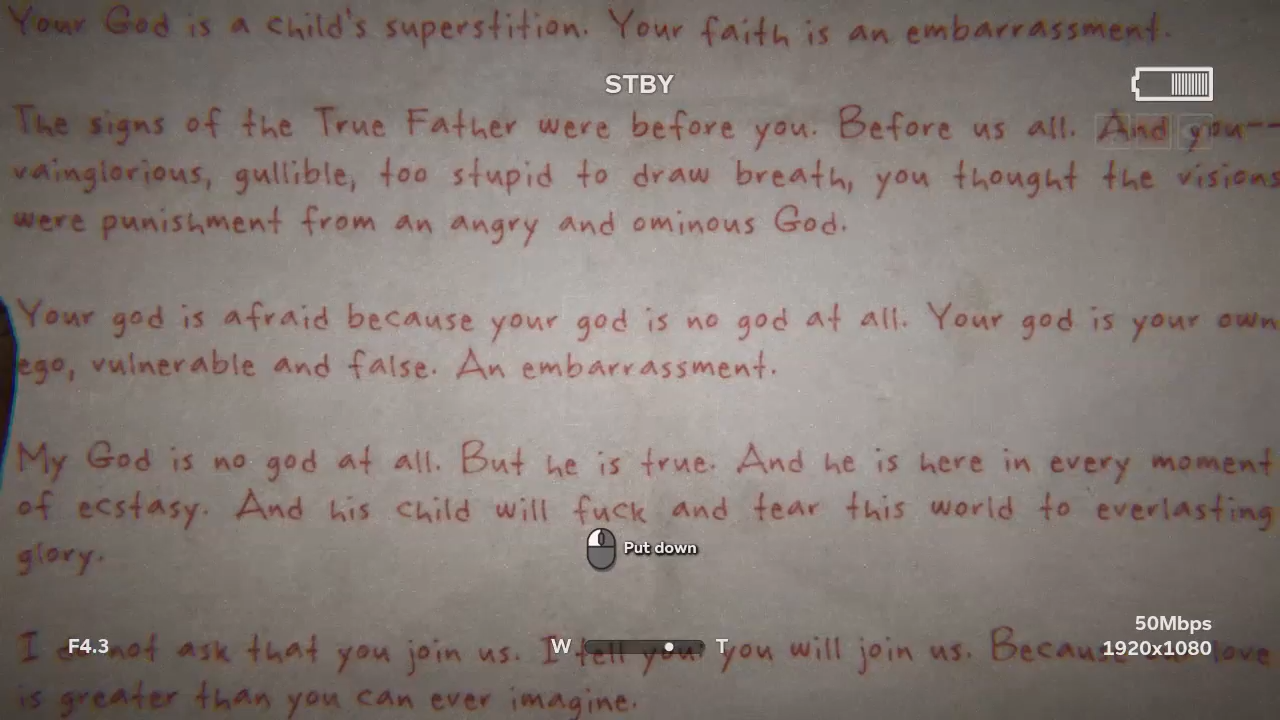 Your God is a child's superstition. Your faith is an embarrassment.
STBY
The signs of the True Father were before you. Before us all. And you--
vainglorious, gullible, too stupid to draw breath, you thought the visions
were punishment from an angry and ominous God.
Your god is afraid because your god is no god at all. Your god is your own
ego, vulnerable and false. An embarrassment.
My God is no god at all. But he is true. And he is here in every moment
of ecstasy. And his child will fuck and tear this world to everlasting
glory.
Put down
50Mbps
F4.3
W T
1920x1080
I not ask that you join us. I tell you: you will join us. Because love
is greater than you can ever imagine.